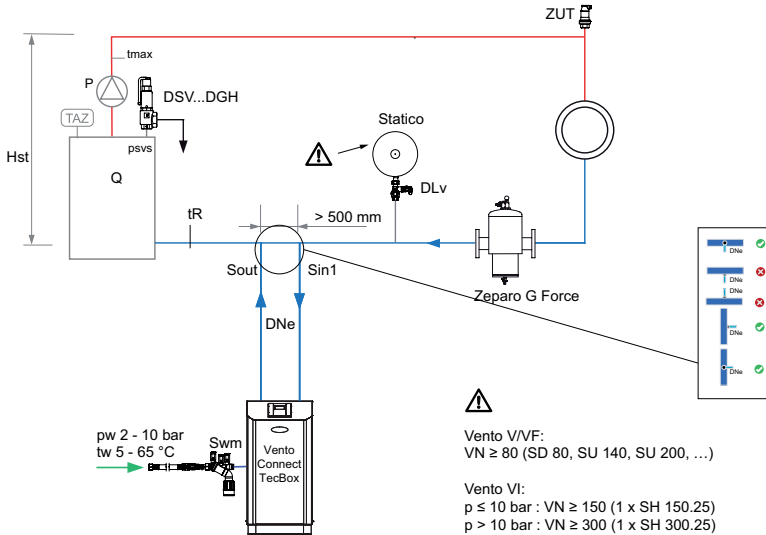 ZUT
tmax
P
DSV...DGH
TAZ
psvs
Statico
Hst
Q
DLv
tR
> 500 mm
Sout
Sin1
Zeparo G Force
DNe
DNe
DNe
DNe
DNe
DNe
pw 2 - 10 bar
tw 5 - 65 °C
Swm
Vento
Connect
TecBox
Vento V/VF:
VN ≥ 80 (SD 80, SU 140, SU 200, …)
Vento VI:
p ≤ 10 bar : VN ≥ 150 (1 x SH 150.25)
p > 10 bar : VN ≥ 300 (1 x SH 300.25)